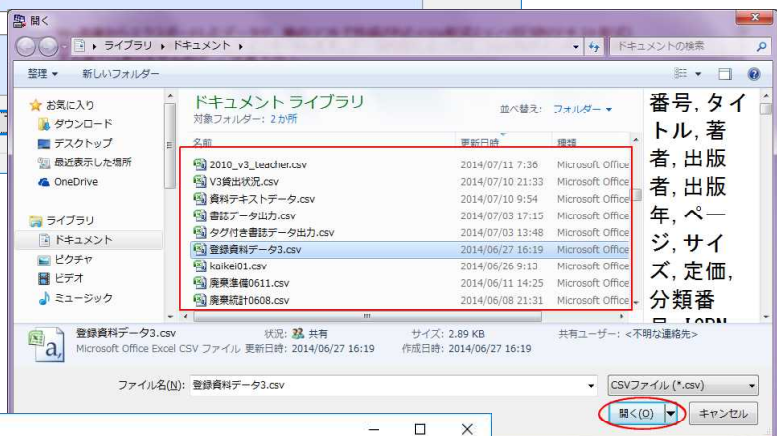 開く
ライブラリ ▸ ドキュメント ▸
ドキュメントの検索
整理 ▼ 新しいフォルダー
お気に入り
ダウンロード
デスクトップ
最近表示した場所
OneDrive
ライブラリ
ドキュメント
ピクチャ
ビデオ
ミュージック
ドキュメント ライブラリ
対象フォルダー: 2 か所
並べ替え: フォルダー ▼
名前 更新日時 種類
2010_v3_teacher.csv 2014/07/11 7:36 Microsoft Office
V3貸出状況.csv 2014/07/10 21:33 Microsoft Office
資料テキストデータ.csv 2014/07/10 9:54 Microsoft Office
書誌データ出力.csv 2014/07/03 17:15 Microsoft Office
タグ付き書誌データ出力.csv 2014/07/03 13:48 Microsoft Office
登録資料データ3.csv 2014/06/27 16:19 Microsoft Office
kaikei01.csv 2014/06/26 9:13 Microsoft Office
廃棄準備0611.csv 2014/06/11 14:25 Microsoft Office
廃棄統計0608.csv 2014/06/08 21:31 Microsoft Office
番号, タイ
トル, 著
者, 出版
者, 出版
年, ペー
ジ, サイ
ズ, 定価,
分類番
号, ISBN
登録資料データ3.csv 状況: 共有 サイズ: 2.89 KB 共有ユーザー: <不明な連絡先>
Microsoft Office Excel CSV ファイル 更新日時: 2014/06/27 16:19 作成日時: 2014/06/27 16:19
ファイル名(N): 登録資料データ3.csv
CSVファイル (*.csv)
開く(O) キャンセル